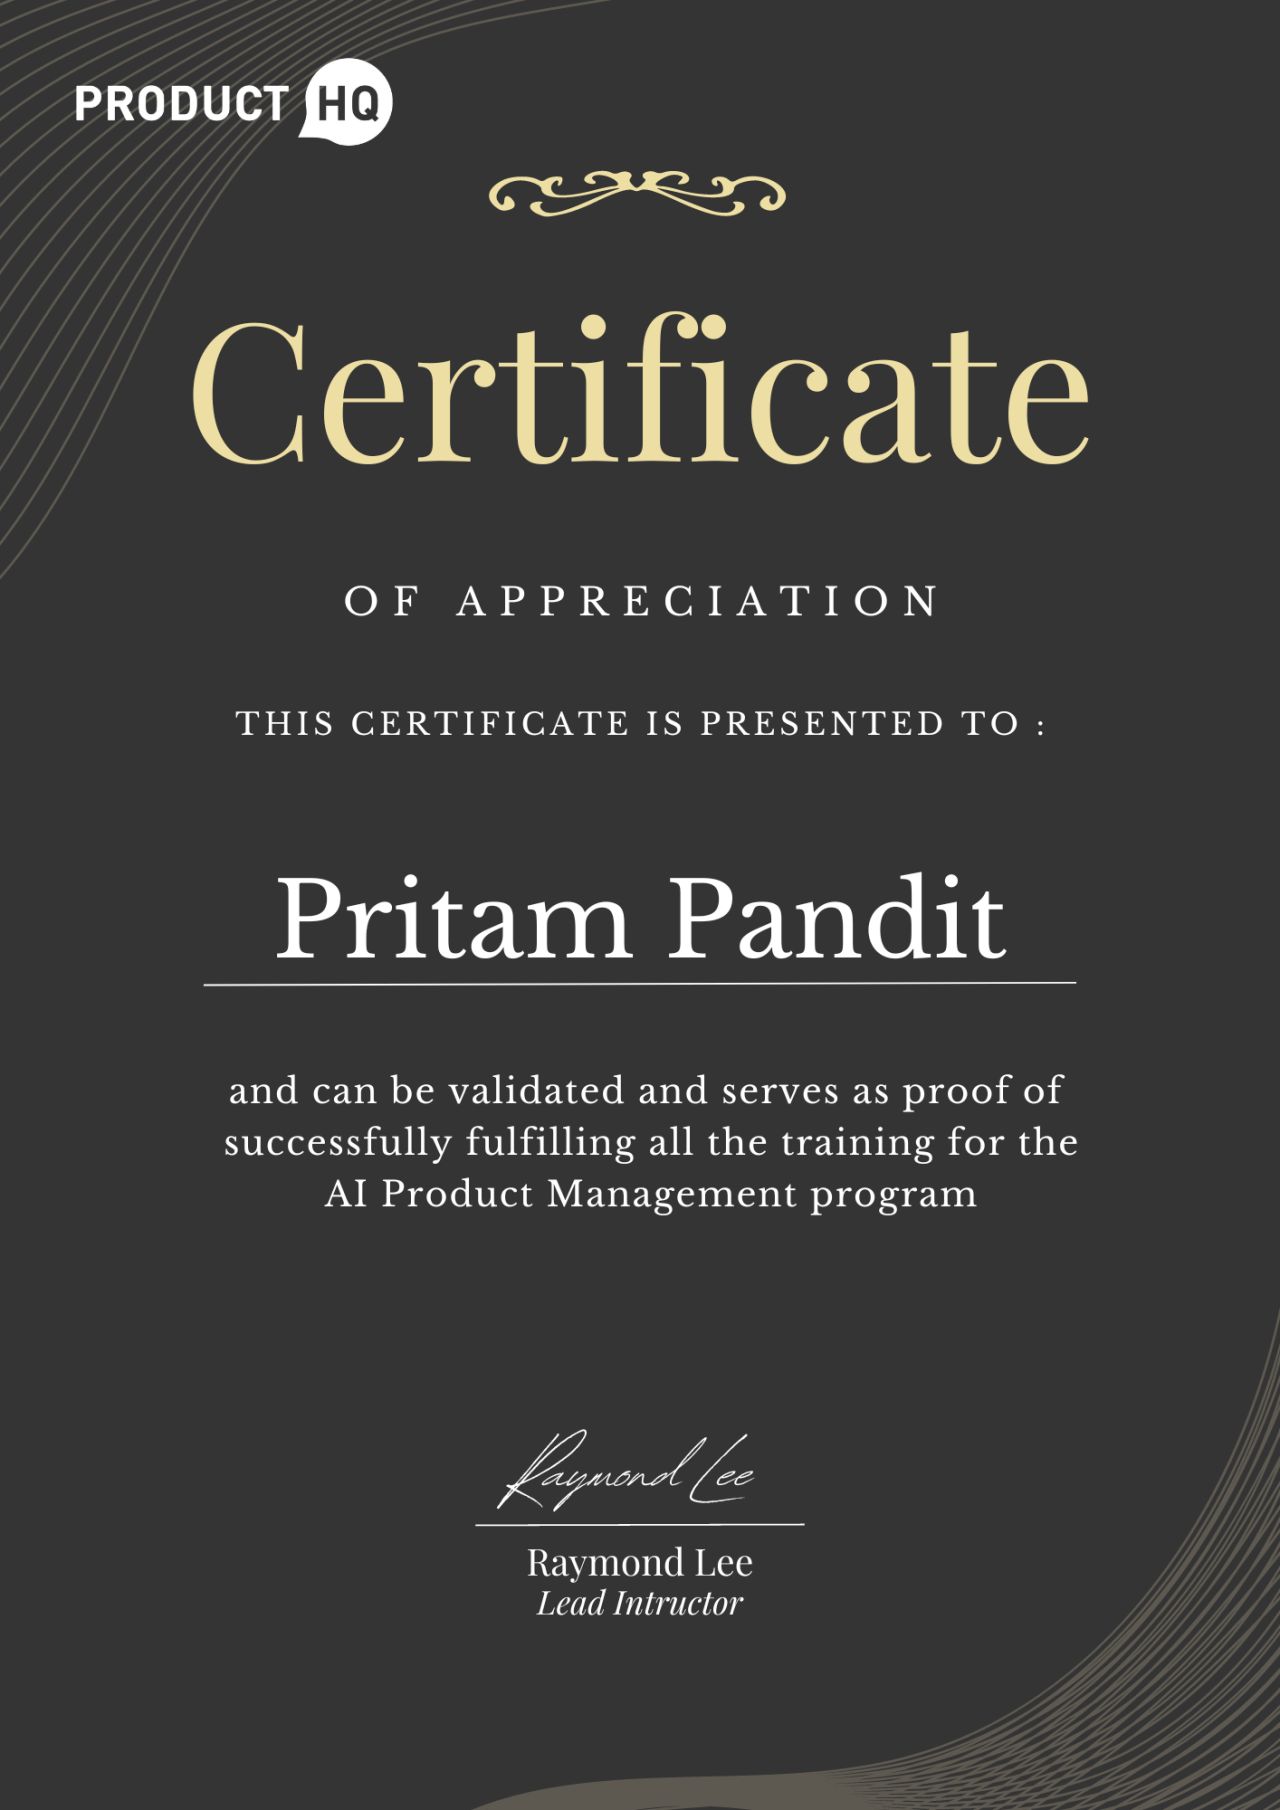 PRODUCT HQ
Certificate
OF APPRECIATION
THIS CERTIFICATE IS PRESENTED TO :
Pritam Pandit
and can be validated and serves as proof of
successfully fulfilling all the training for the
AI Product Management program
Raymond Lee
Raymond Lee
Lead Intructor